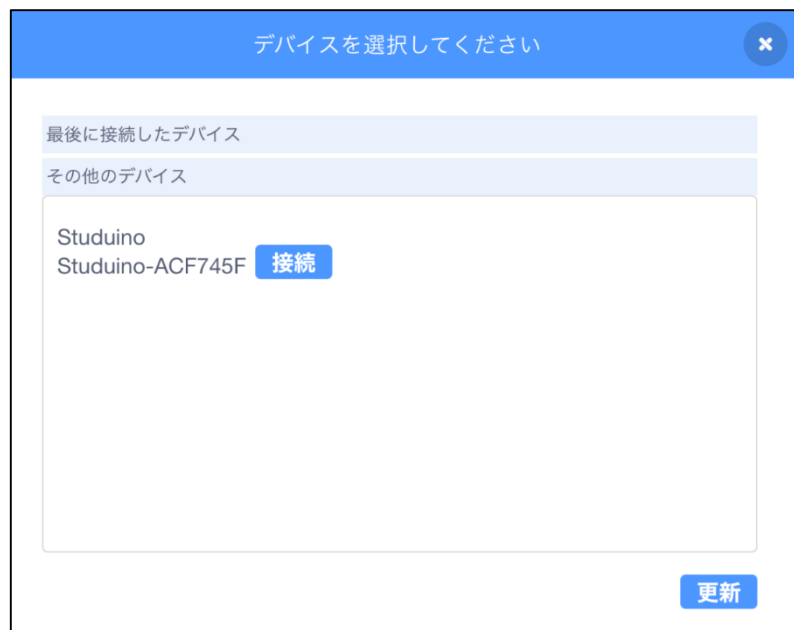 デバイスを選択してください
最後に接続したデバイス
その他のデバイス
Studuino
Studuino-ACF745F 接続
更新